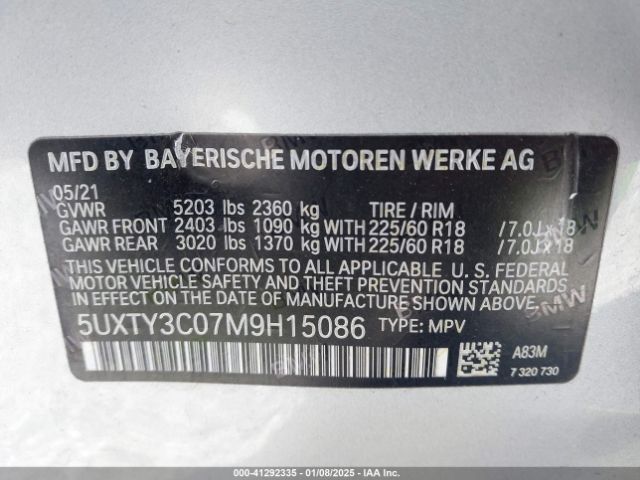 MFD BY BAYERISCHE MOTOREN WERKE AG
05/21
GVWR 5203 lbs 2360 kg TIRE / RIM
GAWR FRONT 2403 lbs 1090 kg WITH 225/60 R18 /7.0Jx18
GAWR REAR 3020 lbs 1370 kg WITH 225/60 R18 /7.0Jx18
THIS VEHICLE CONFORMS TO ALL APPLICABLE U. S. FEDERAL
MOTOR VEHICLE SAFETY AND THEFT PREVENTION
STANDARDS IN EFFECT ON THE DATE OF MANUFACTURE SHOWN ABOVE.
5UXTY3C07M9H15086 TYPE: MPV
BMW
A83M
7 320 730
000-41292335 - 01/08/2025 - IAA Inc.